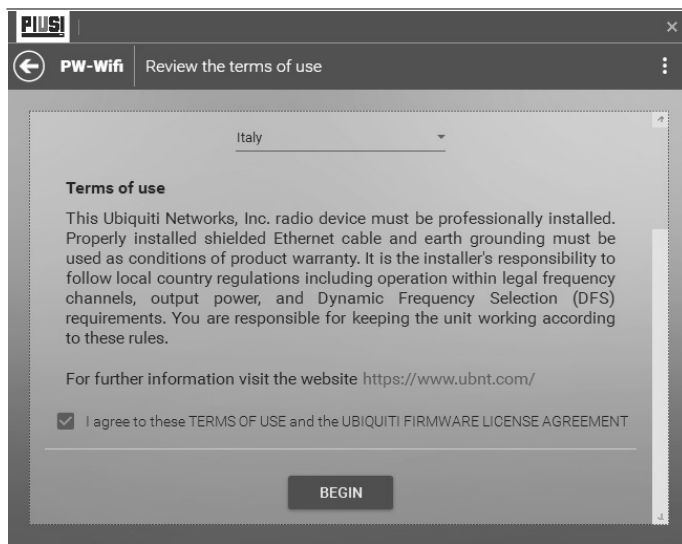 PIUSI
PW-Wifi Review the terms of use
Italy
Terms of use
This Ubiquiti Networks, Inc. radio device must be professionally installed.
Properly installed shielded Ethernet cable and earth grounding must be
used as conditions of product warranty. It is the installer's responsibility to
follow local country regulations including operation within legal frequency
channels, output power, and Dynamic Frequency Selection (DFS)
requirements. You are responsible for keeping the unit working according
to these rules.
For further information visit the website https://www.ubnt.com/
I agree to these TERMS OF USE and the UBIQUITI FIRMWARE LICENSE AGREEMENT
BEGIN